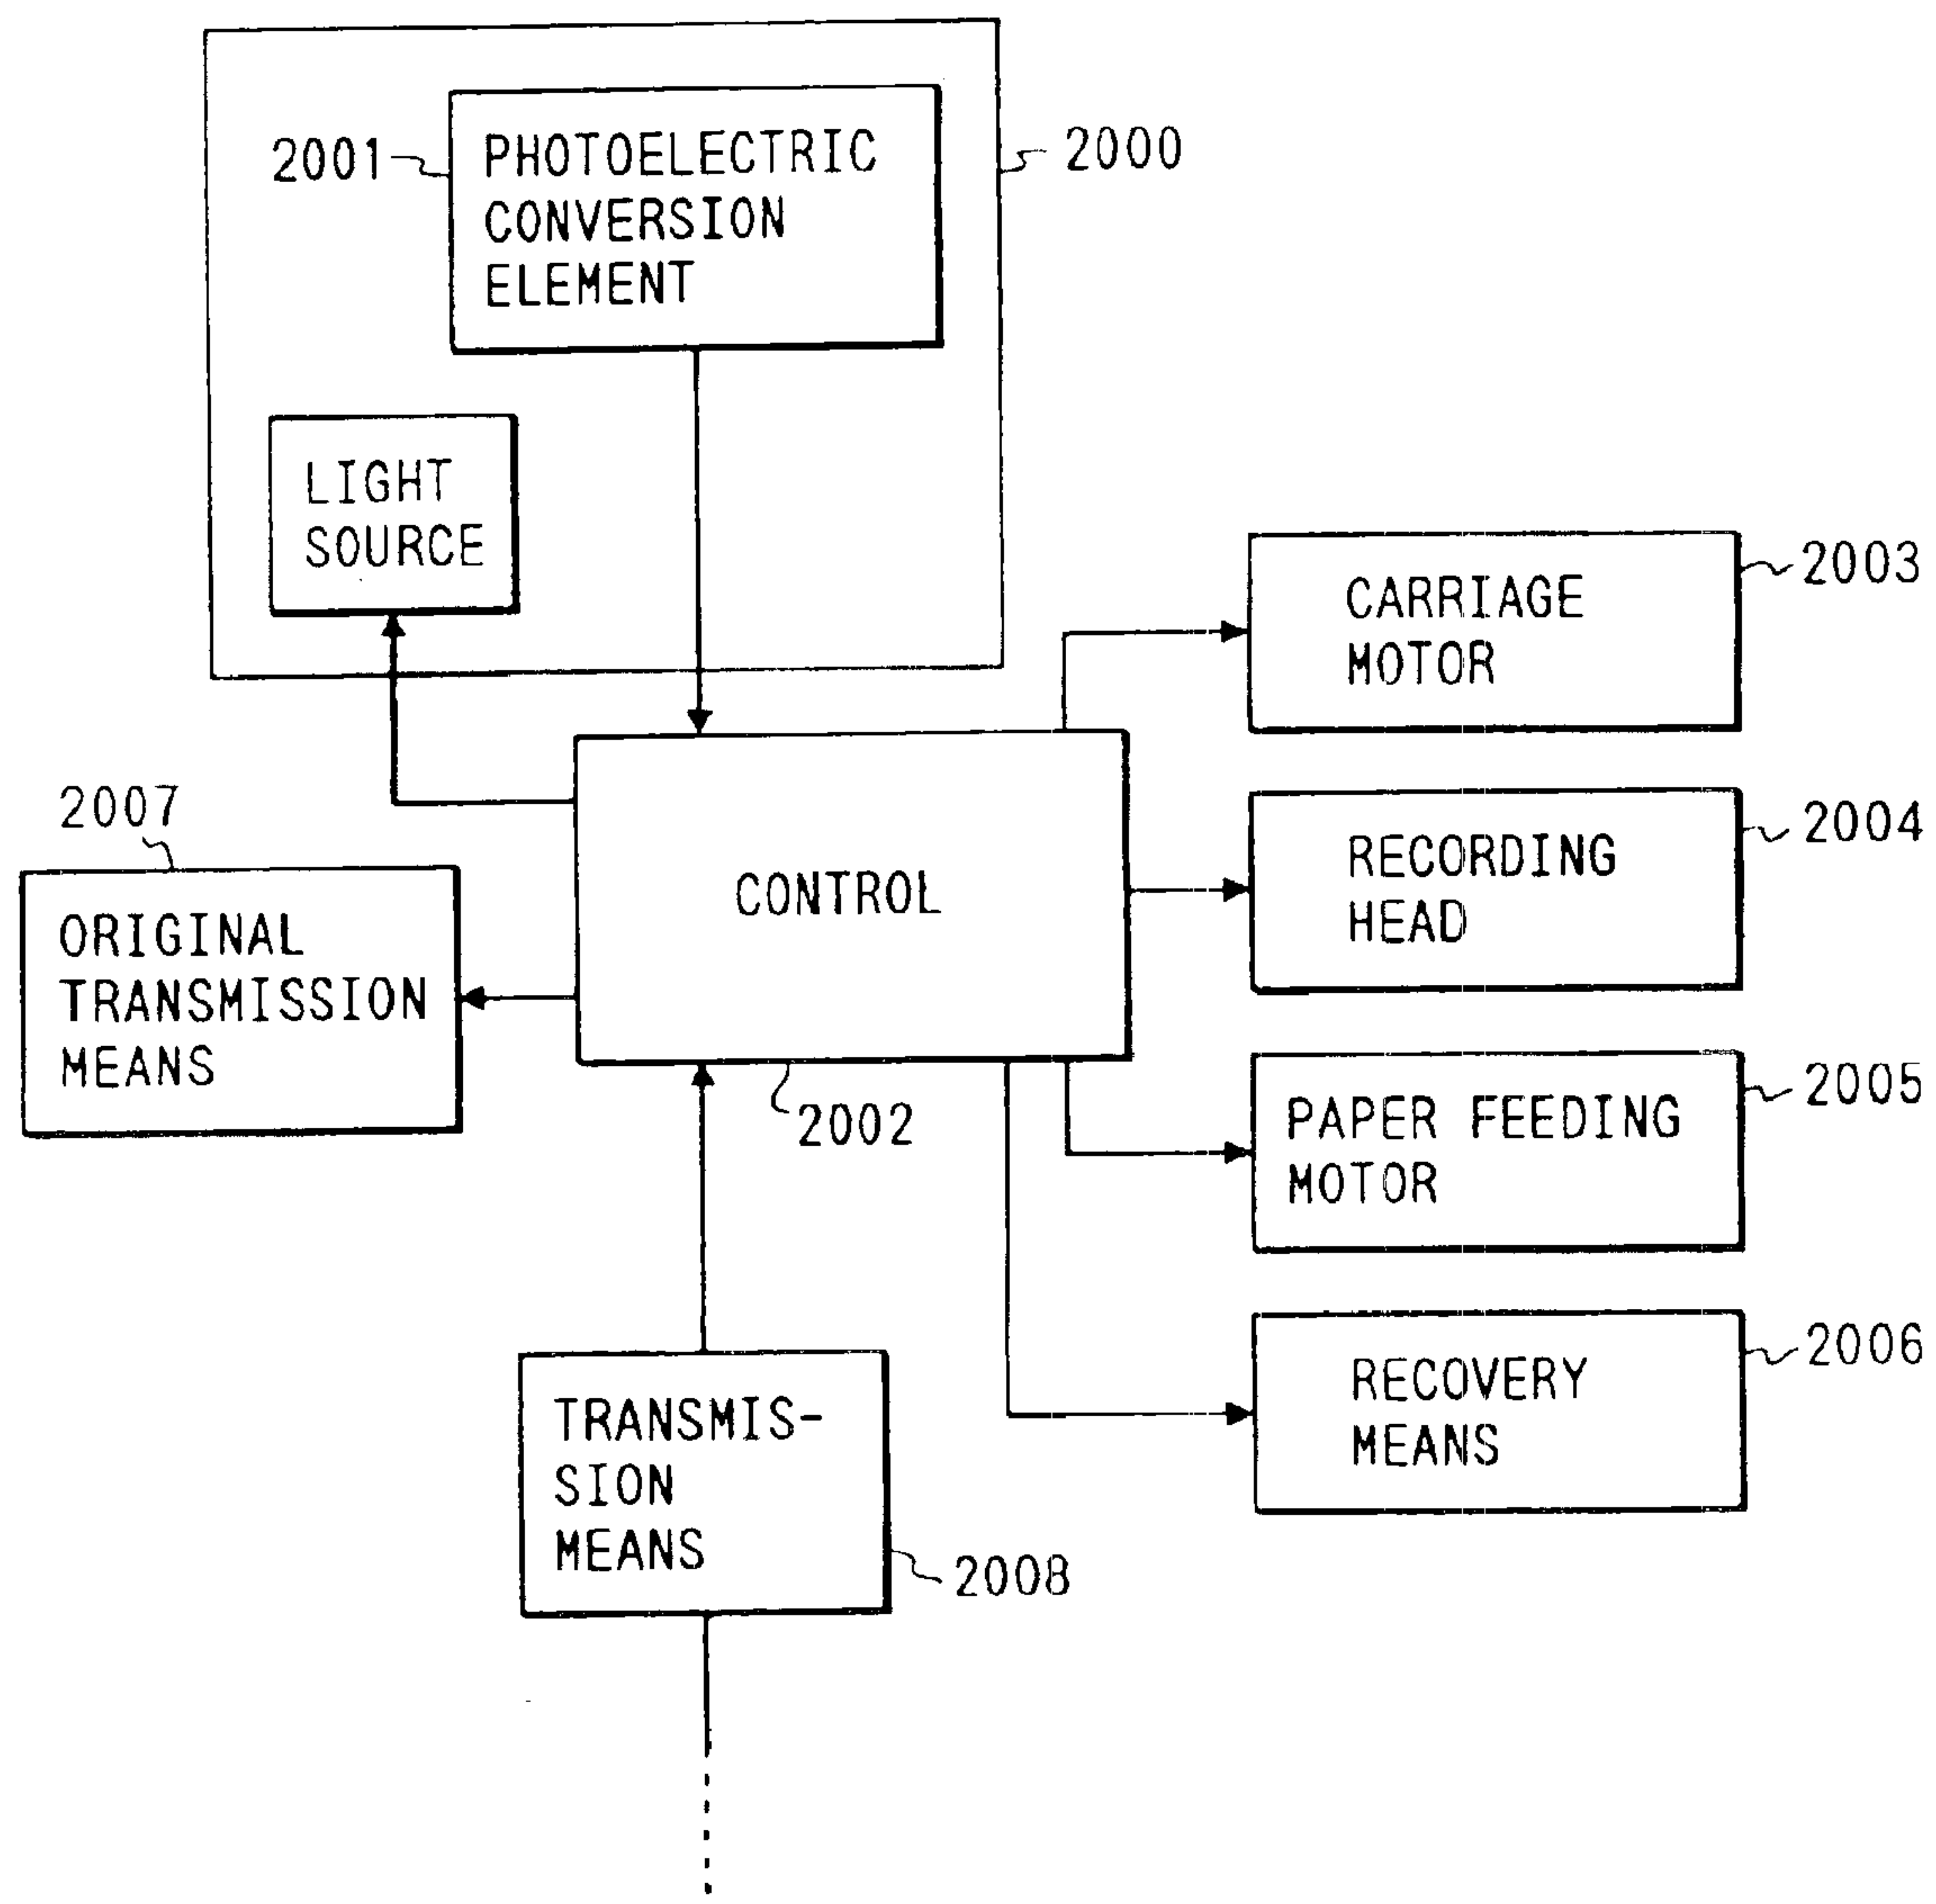 2001
PHOTOELECTRIC
CONVERSION
ELEMENT
2000
LIGHT
SOURCE
CARRIAGE
MOTOR
2003
2007
ORIGINAL
TRANSMISSION
MEANS
CONTROL
2002
RECORDING
HEAD
2004
PAPER FEEDING
MOTOR
2005
RECOVERY
MEANS
2006
TRANSMIS-
SION
MEANS
2008